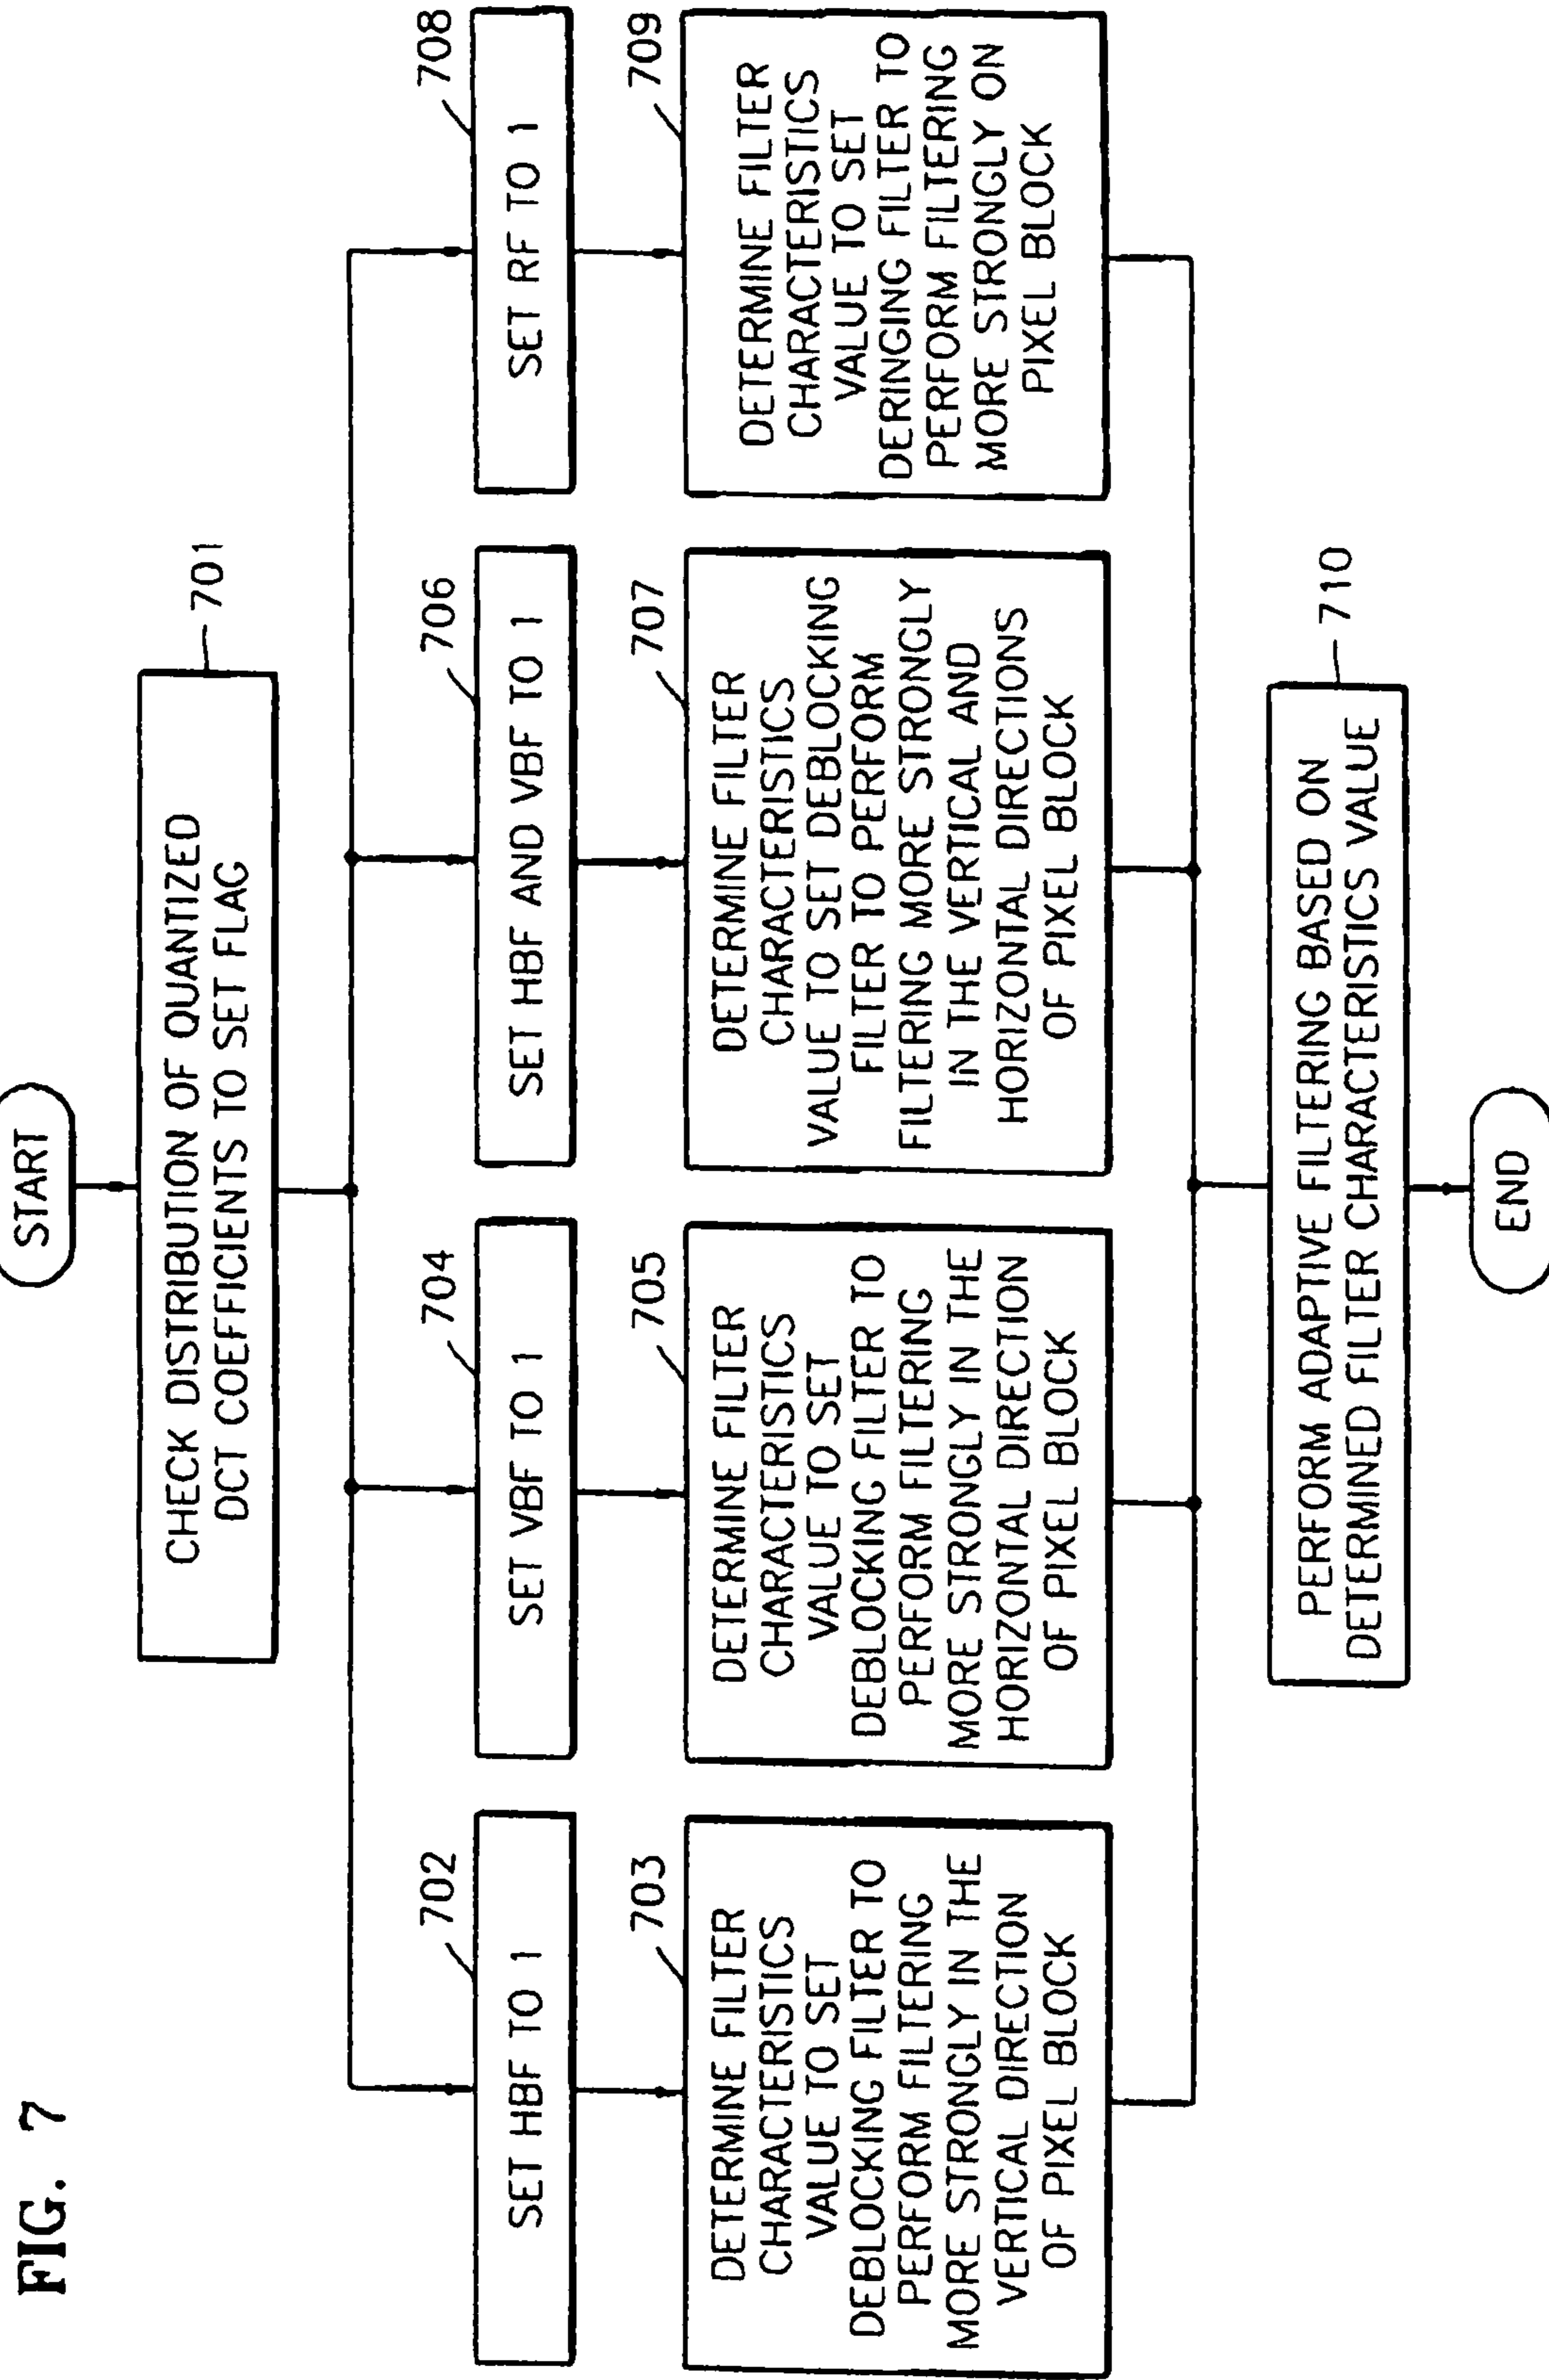 FIG. 7
START
CHECK DISTRIBUTION OF QUANTIZED
DCT COEFFICIENTS TO SET FLAG
701
702
SET HBF TO 1
703
DETERMINE FILTER
CHARACTERISTICS
VALUE TO SET
DEBLOCKING FILTER TO
PERFORM FILTERING
MORE STRONGLY IN THE
VERTICAL DIRECTION
OF PIXEL BLOCK
704
SET VBF TO 1
705
DETERMINE FILTER
CHARACTERISTICS
VALUE TO SET
DEBLOCKING FILTER TO
PERFORM FILTERING
MORE STRONGLY IN THE
HORIZONTAL DIRECTION
OF PIXEL BLOCK
706
SET HBF AND VBF TO 1
707
DETERMINE FILTER
CHARACTERISTICS
VALUE TO SET DEBLOCKING
FILTER TO PERFORM
FILTERING MORE STRONGLY
IN THE VERTICAL AND
HORIZONTAL DIRECTIONS
OF PIXEL BLOCK
708
SET RF TO 1
709
DETERMINE FILTER
CHARACTERISTICS
VALUE TO SET
DERINGING FILTER TO
PERFORM FILTERING
MORE STRONGLY ON
PIXEL BLOCK
PERFORM ADAPTIVE FILTERING BASED ON
DETERMINED FILTER CHARACTERISTICS VALUE
710
END